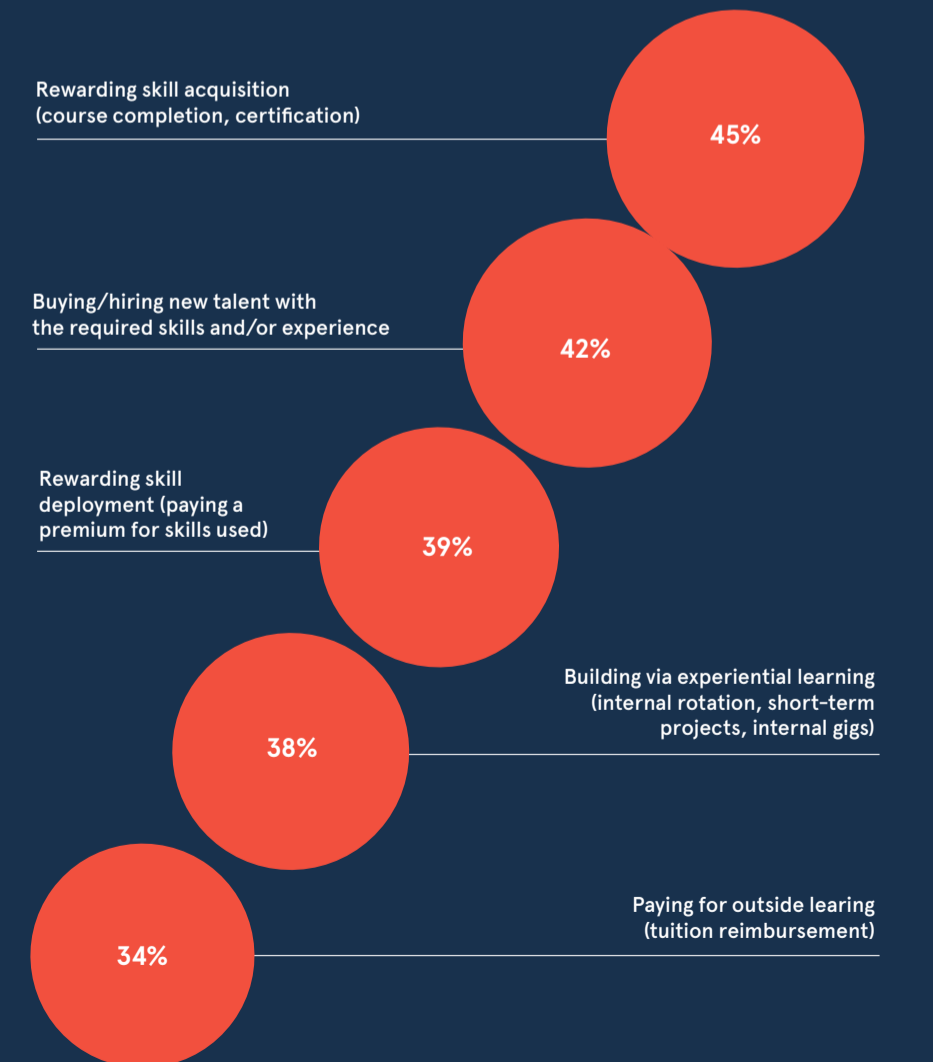 Rewarding skill acquisition
(course completion, certification)
45%
Buying/hiring new talent with
the required skills and/or experience
42%
Rewarding skill
deployment (paying a
premium for skills used)
39%
Building via experiential learning
(internal rotation, short-term
projects, internal gigs)
38%
Paying for outside learing
(tuition reimbursement)
34%